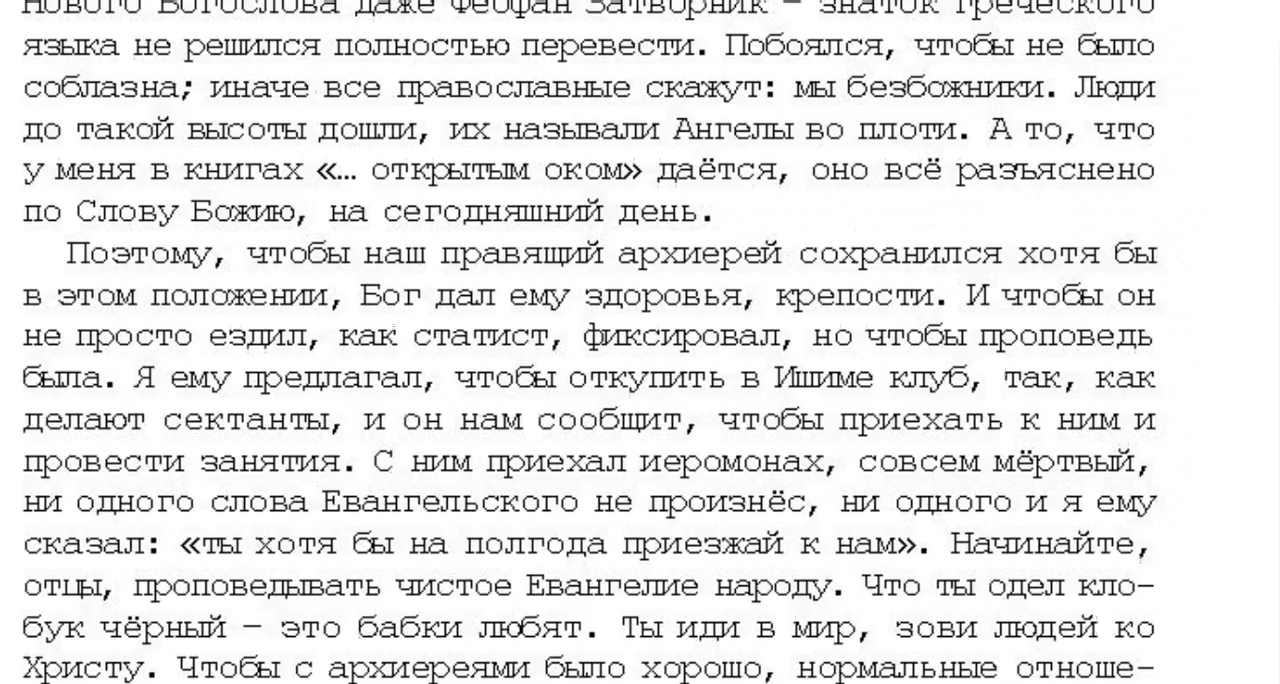 Нового Богослова даже Феофан Затворник – знаток греческого
языка не решился полностью перевести. Побоялся, чтобы не было
соблазна; иначе все православные скажут: мы безбожники. Люди
до такой высоты дошли, их называли Ангелы во плоти. А то, что
у меня в книгах «… открытым оком» даётся, оно всё разъяснено
по Слову Божию, на сегодняшний день.
Поэтому, чтобы наш правящий архиерей сохранился хотя бы
в этом положении, Бог дал ему здоровья, крепости. И чтобы он
не просто ездил, как статист, фиксировал, но чтобы проповедь
была. Я ему предлагал, чтобы откупить в Ишиме клуб, так, как
делают сектанты, и он нам сообщит, чтобы приехать к ним и
провести занятия. С ним приехал иеромонах, совсем мёртвый,
ни одного слова Евангельского не произнёс, ни одного и я ему
сказал: «ты хотя бы на полгода приезжай к нам». Начинайте,
отцы, проповедывать чистое Евангелие народу. Что ты одел кло–
бук чёрный – это бабки любят. Ты иди в мир, зови людей ко
Христу. Чтобы с архиереями было хорошо, нормальные отноше–